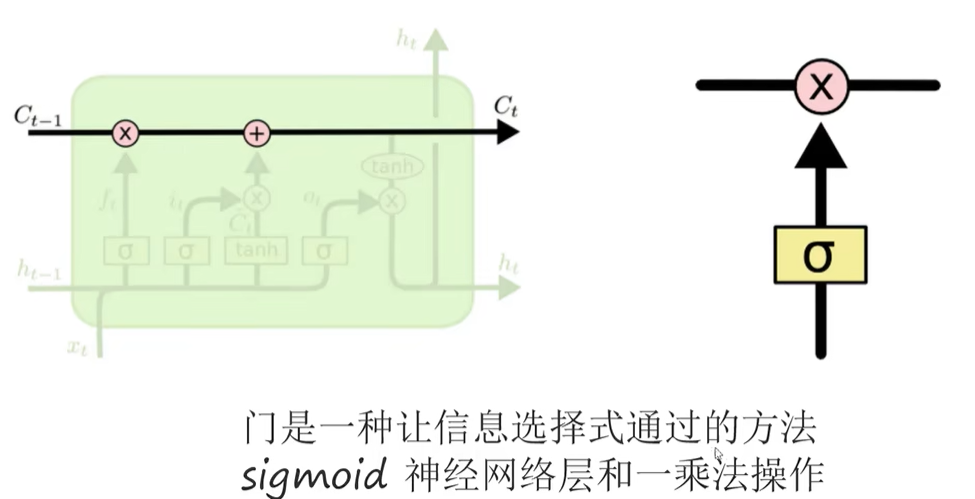 h_t
C_{t-1}
C_t
x
+
tanh
f_t
i_t
x
o_t
x
C̃_t
σ
σ
tanh
σ
h_{t-1}
h_t
x_t
x
σ
门是一种让信息选择式通过的方法
sigmoid 神经网络层和一乘法操作